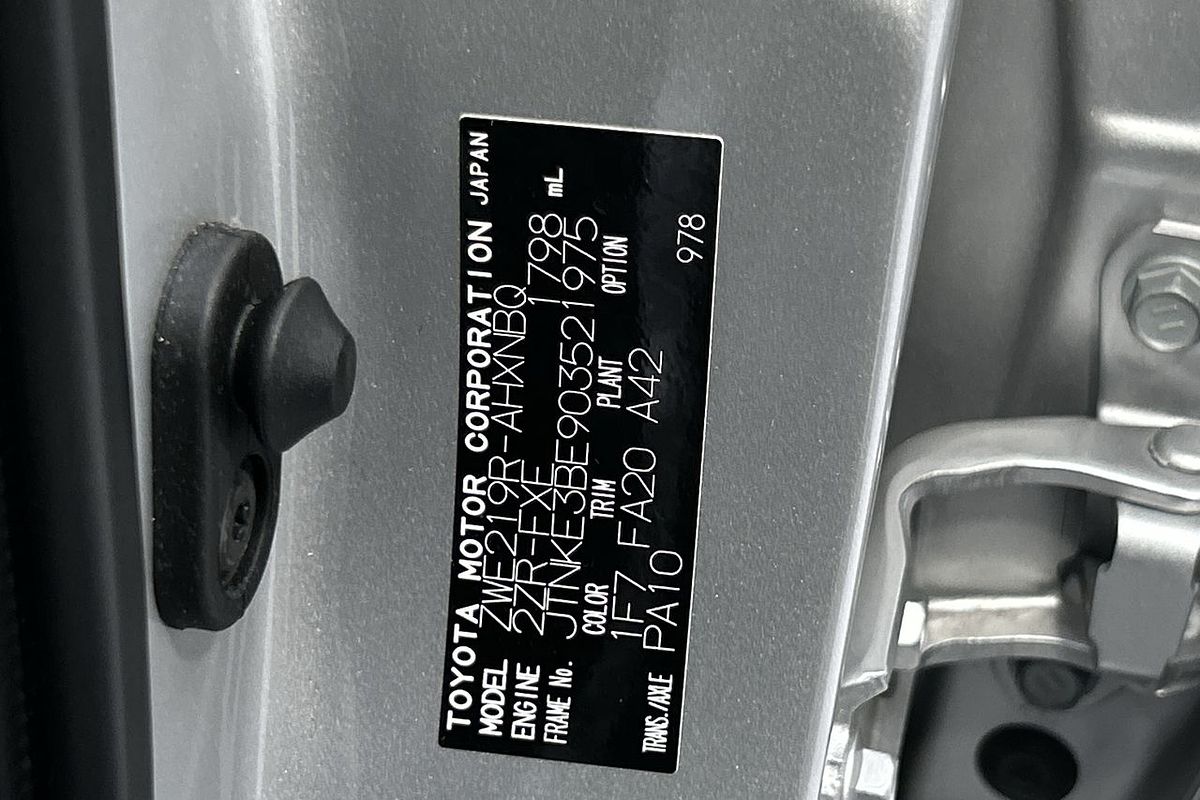 TOYOTA MOTOR CORPORATION JAPAN
MODEL ZWE219R-AHXNBQ
ENGINE 2ZR-FXE 1798 mL
FRAME No. JTNKE3BE903521975
COLOR TRIM PLANT OPTION
1F7 FA20 A42
TRANS./AXLE PA10 978